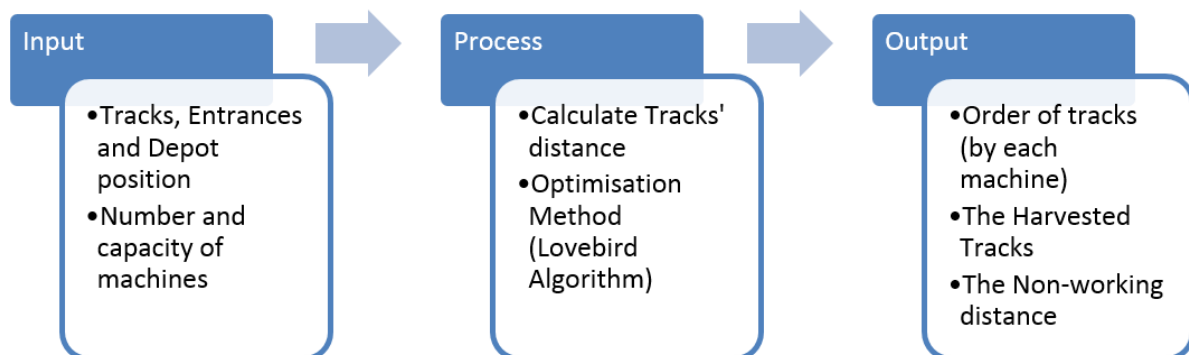 Input
•Tracks, Entrances
and Depot
position
•Number and
capacity of
machines
Process
•Calculate Tracks'
distance
•Optimisation
Method
(Lovebird
Algorithm)
Output
•Order of tracks
(by each
machine)
•The Harvested
Tracks
•The Non-working
distance